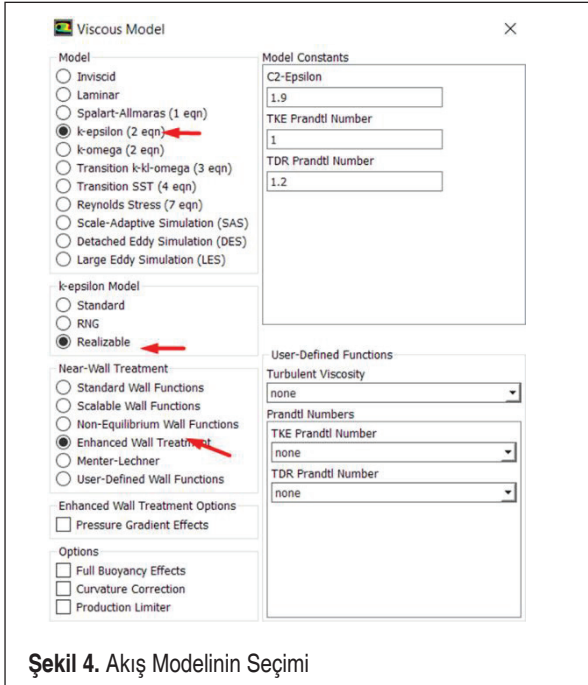 Viscous Model
Model
Inviscid
Laminar
Spalart-Allmaras (1 eqn)
k-epsilon (2 eqn)
k-omega (2 eqn)
Transition k-kl-omega (3 eqn)
Transition SST (4 eqn)
Reynolds Stress (7 eqn)
Scale-Adaptive Simulation (SAS)
Detached Eddy Simulation (DES)
Large Eddy Simulation (LES)
k-epsilon Model
Standard
RNG
Realizable
Near-Wall Treatment
Standard Wall Functions
Scalable Wall Functions
Non-Equilibrium Wall Functions
Enhanced Wall Treatment
Menter-Lechner
User-Defined Wall Functions
Enhanced Wall Treatment Options
Pressure Gradient Effects
Options
Full Buoyancy Effects
Curvature Correction
Production Limiter
Model Constants
C2-Epsilon
1.9
TKE Prandtl Number
1
TDR Prandtl Number
1.2
User-Defined Functions
Turbulent Viscosity
none
Prandtl Numbers
TKE Prandtl Number
none
TDR Prandtl Number
none
Şekil 4. Akış Modelinin Seçimi